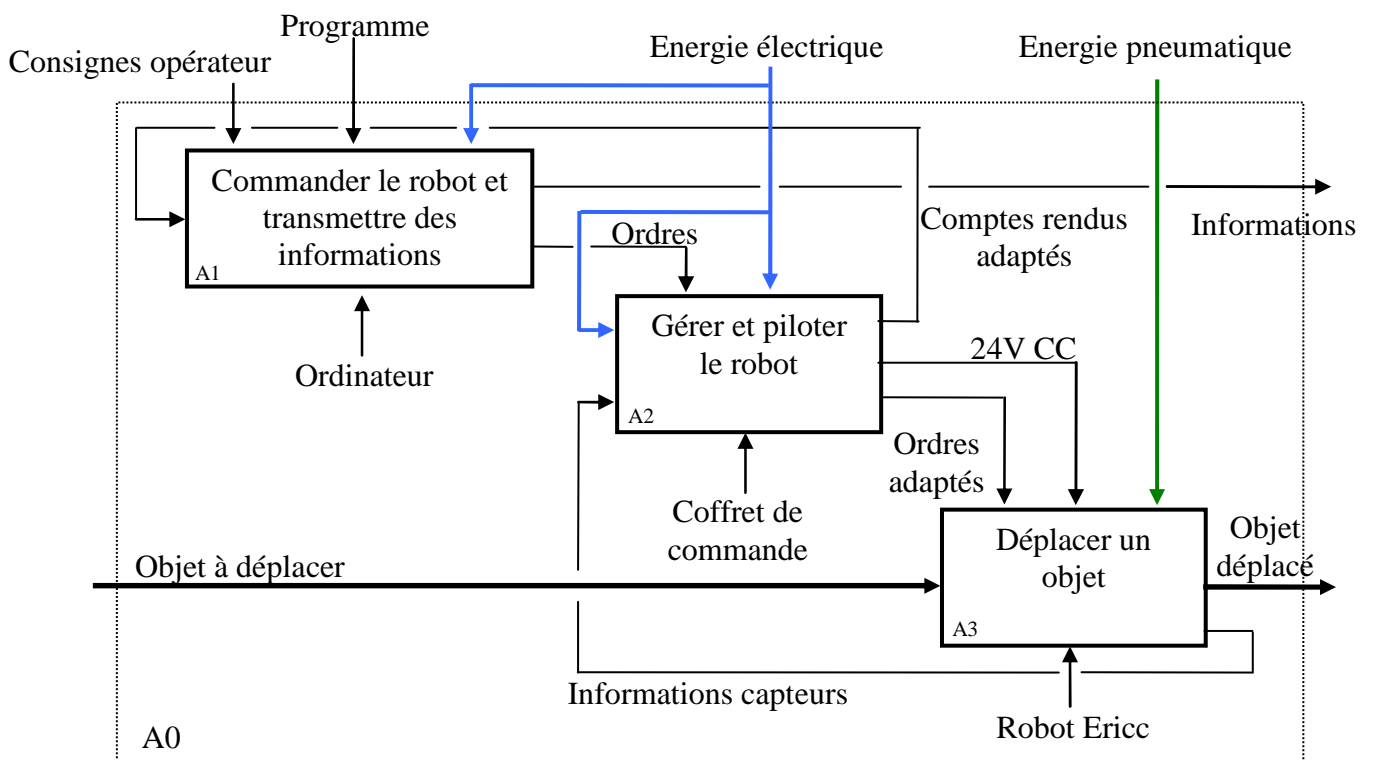 Programme
Consignes opérateur
Energie électrique
Energie pneumatique
Commander le robot et
transmettre des
informations
A1
Ordres
Comptes rendus
adaptés
Informations
Ordinateur
Gérer et piloter
le robot
A2
24V CC
Ordres
adaptés
Coffret de
commande
Objet à déplacer
Déplacer un
objet
A3
Objet
déplacé
Informations capteurs
Robot Ericc
A0